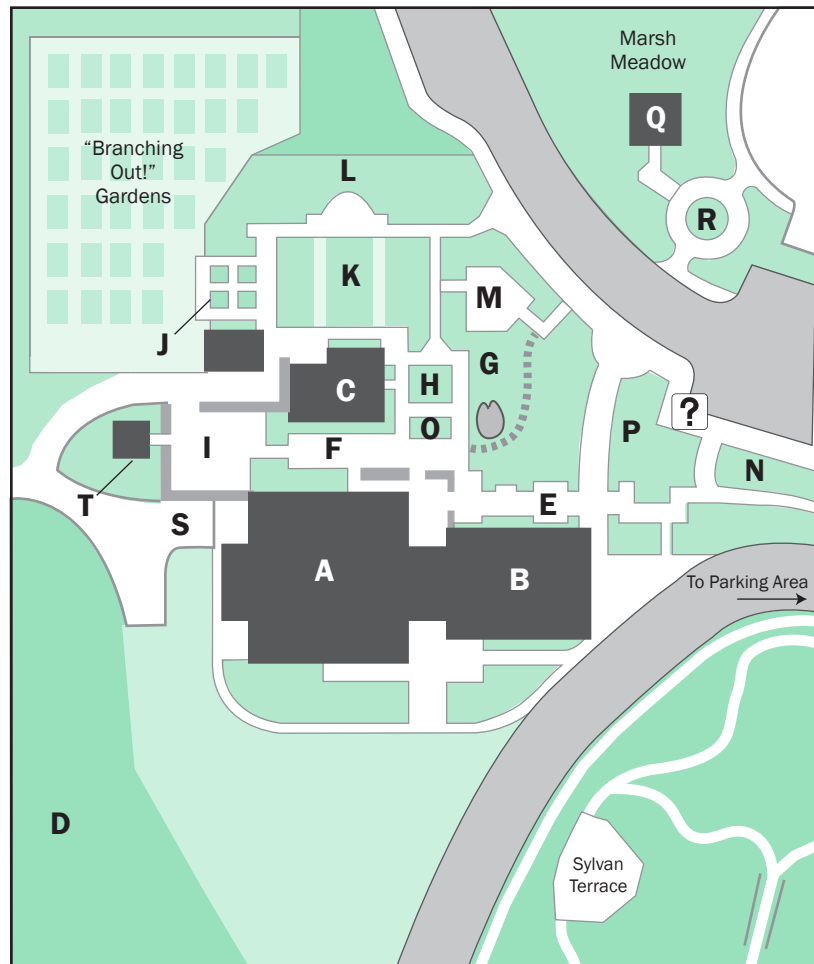 Marsh
Meadow
Q
"Branching
Out!"
Gardens
L
R
K
M
J
G
C
H
?
O
P
I
F
N
T
E
S
A
B
To Parking Area
D
Sylvan
Terrace